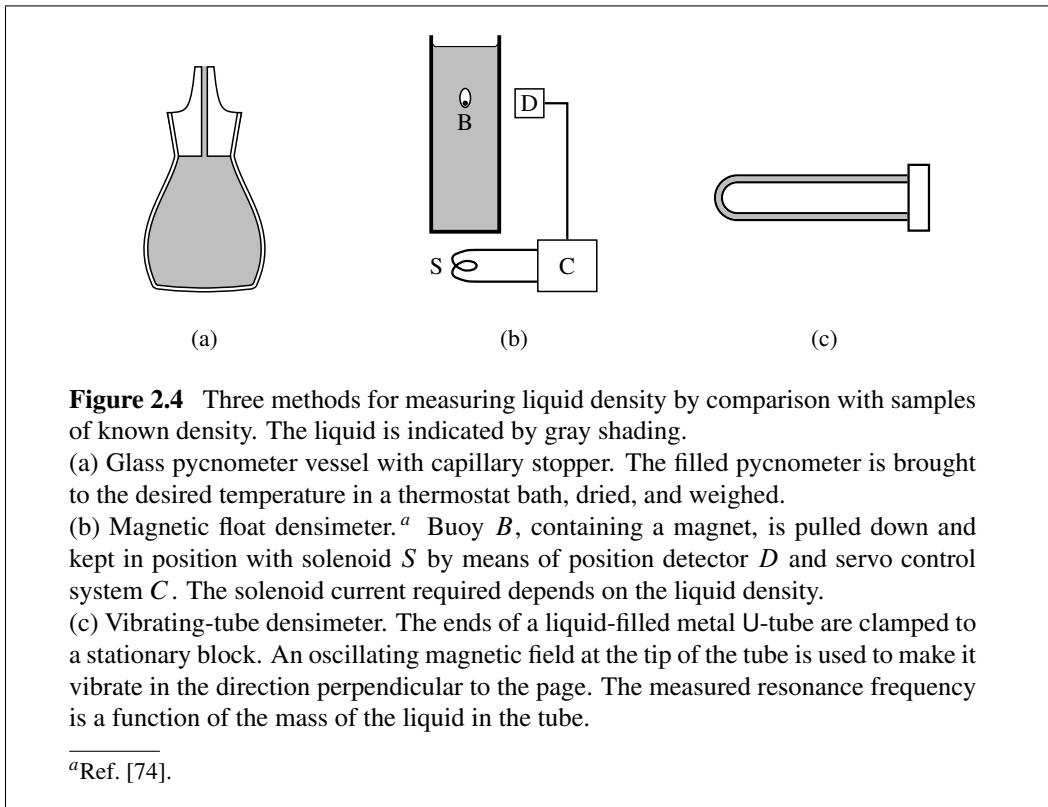 B
D
S
C
(a)
(b)
(c)
Figure 2.4 Three methods for measuring liquid density by comparison with samples
of known density. The liquid is indicated by gray shading.
(a) Glass pycnometer vessel with capillary stopper. The filled pycnometer is brought
to the desired temperature in a thermostat bath, dried, and weighed.
(b) Magnetic float densimeter.ᵃ Buoy B, containing a magnet, is pulled down and
kept in position with solenoid S by means of position detector D and servo control
system C. The solenoid current required depends on the liquid density.
(c) Vibrating-tube densimeter. The ends of a liquid-filled metal U-tube are clamped to
a stationary block. An oscillating magnetic field at the tip of the tube is used to make it
vibrate in the direction perpendicular to the page. The measured resonance frequency
is a function of the mass of the liquid in the tube.
ᵃRef. [74].